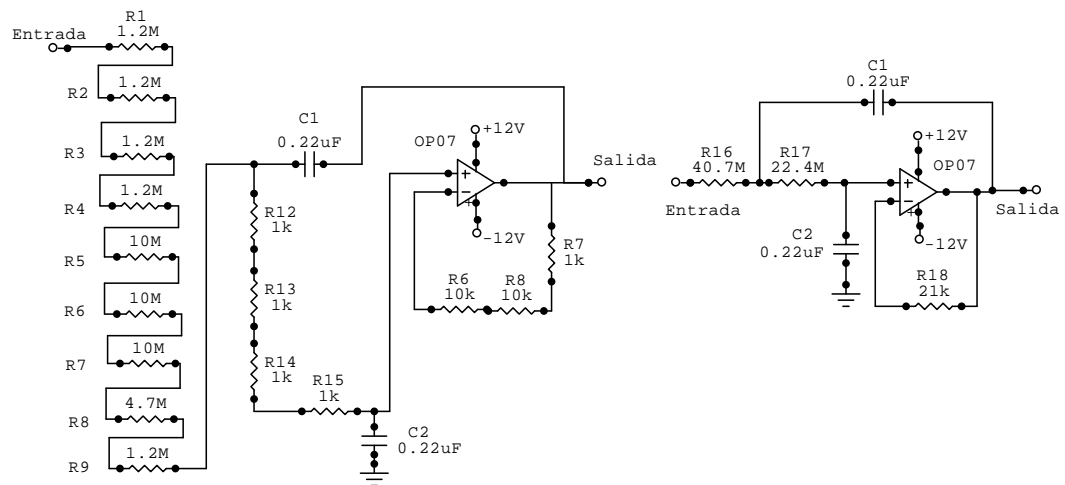 R1
1.2M
Entrada
1.2M
R2
1.2M
R3
1.2M
R4
10M
R5
10M
R6
10M
R7
4.7M
R8
1.2M
R9
C1
0.22uF
R12
1k
R13
1k
R14
1k
R15
1k
C2
0.22uF
OP07
+12V
-12V
Salida
R7
1k
R6
10k
R8
10k
C1
0.22uF
R16
40.7M
R17
22.4M
Entrada
C2
0.22uF
+12V
OP07
-12V
Salida
R18
21k